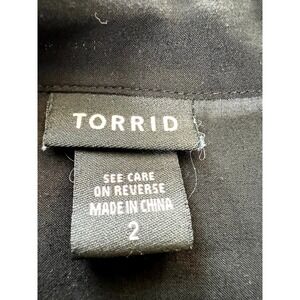 TORRID
SEE CARE
ON REVERSE
MADE IN CHINA
2